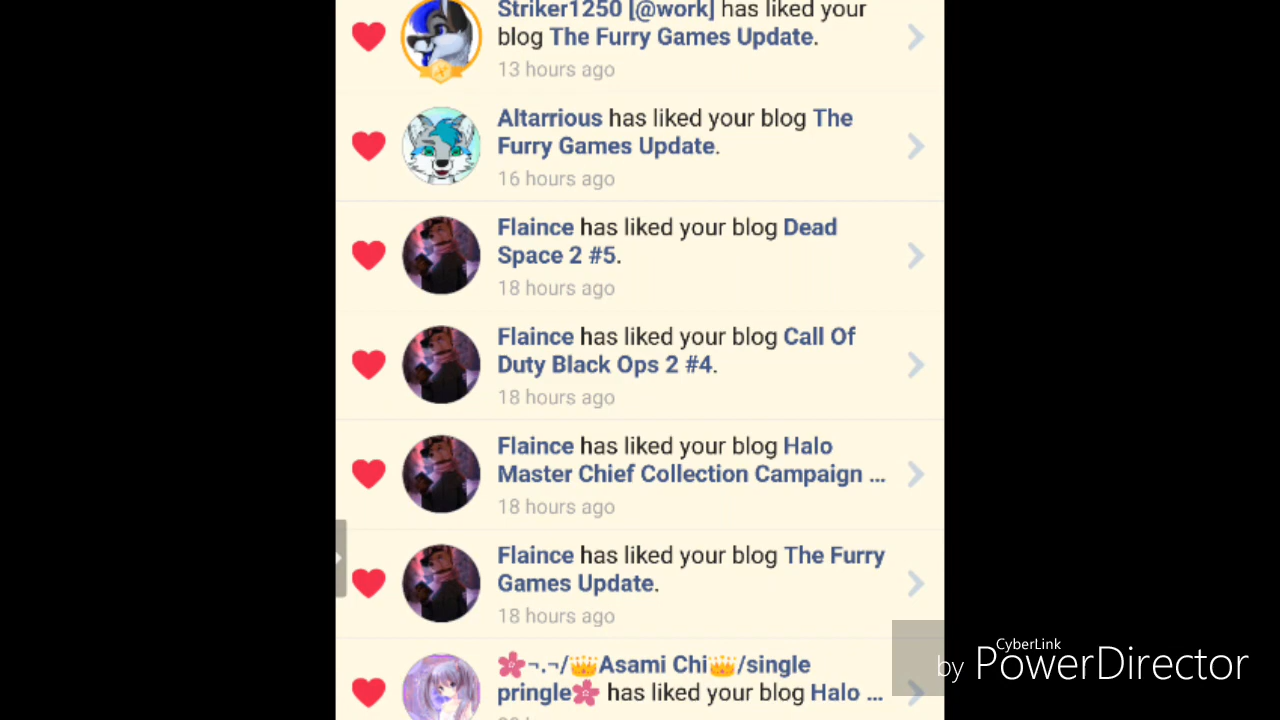 Striker1250 [@work] has liked your
blog The Furry Games Update.
13 hours ago
Altarrious has liked your blog The
Furry Games Update.
16 hours ago
Flaince has liked your blog Dead
Space 2 #5.
18 hours ago
Flaince has liked your blog Call Of
Duty Black Ops 2 #4.
18 hours ago
Flaince has liked your blog Halo
Master Chief Collection Campaign ...
18 hours ago
Flaince has liked your blog The Furry
Games Update.
18 hours ago
🌸¬.¬/👑Asami Chi👑/single
pringle🌸 has liked your blog Halo ...
CyberLink
by PowerDirector